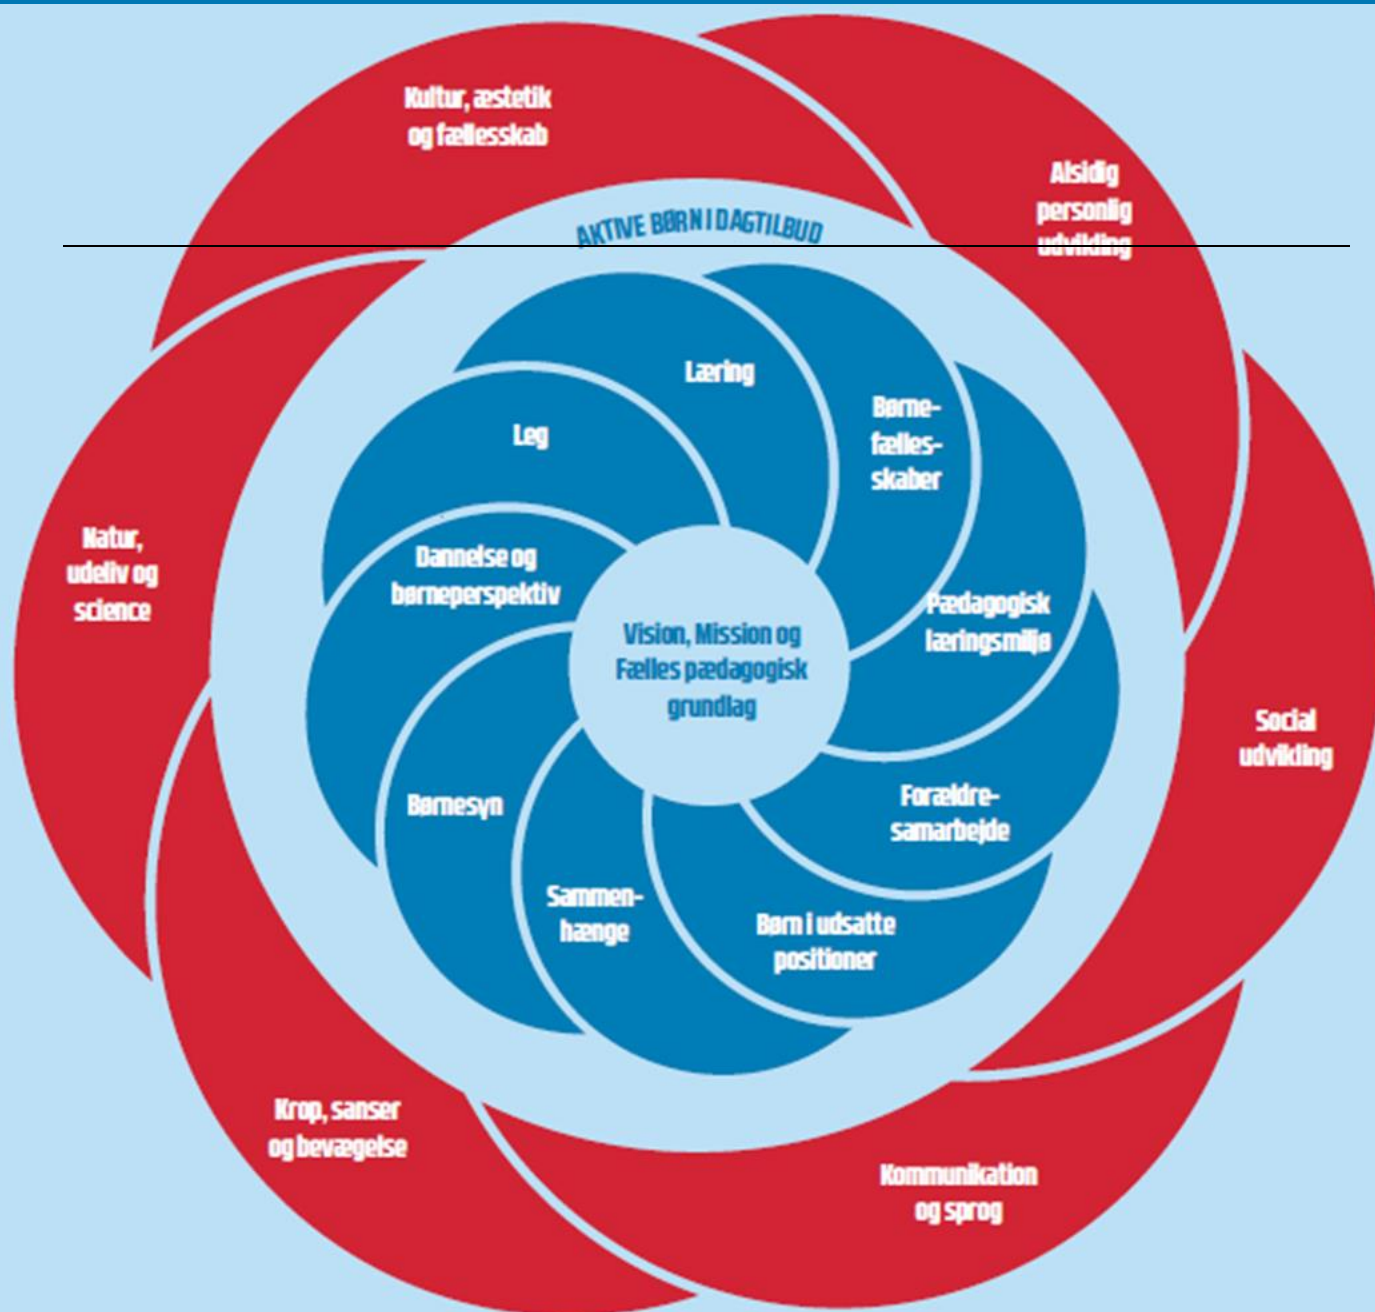 Kultur, æstetik
og fællesskab
Alsidig
personlig
udvikling
AKTIVE BØRN I DAGTILBUD
Læring
Børne-
fælles-
skaber
Leg
Natur,
udeliv og
science
Dannelse og
børneperspektiv
Pædagogisk
læringsmiljø
Vision, Mission og
Fælles pædagogisk
grundlag
Social
udvikling
Børnesyn
Forældre-
samarbejde
Sammen-
hænge
Børn i udsatte
positioner
Krop, sanser
og bevægelse
Kommunikation
og sprog